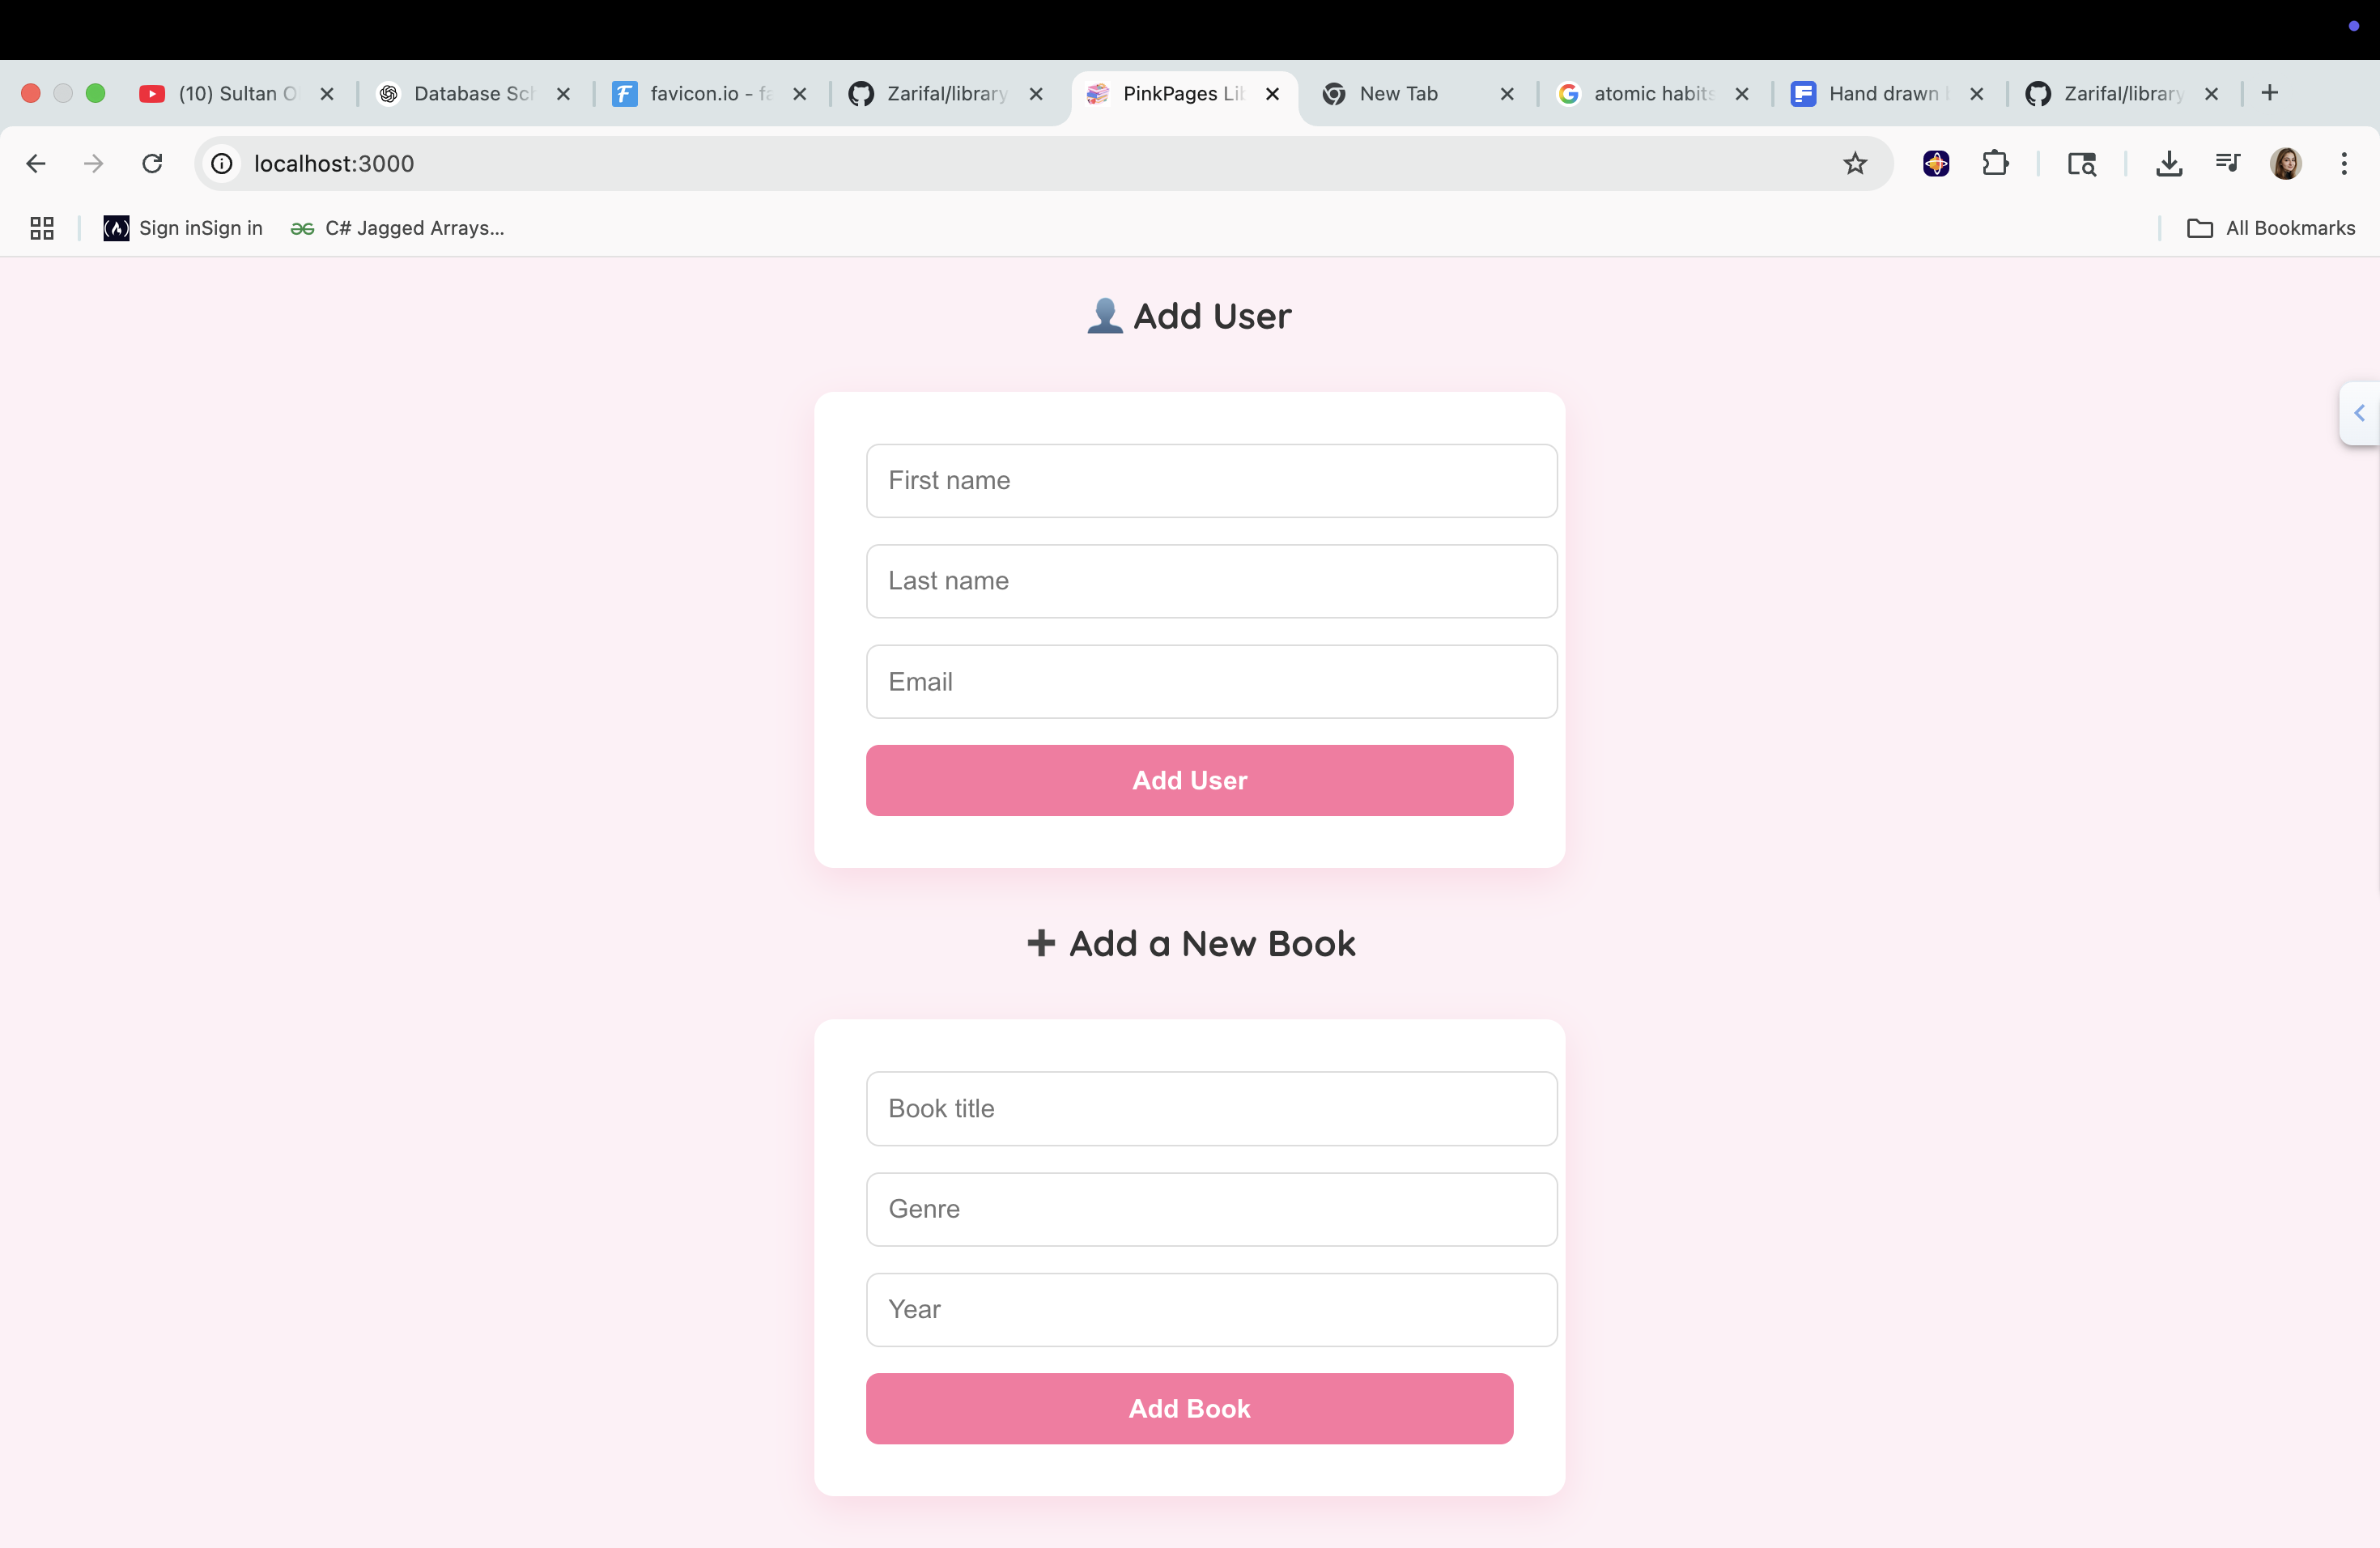 (10) Sultan O
Database Sch
favicon.io - fa
Zarifal/library
PinkPages Lib
New Tab
atomic habits
Hand drawn
Zarifal/library
localhost:3000
Sign inSign in
C# Jagged Arrays...
All Bookmarks
Add User
First name
Last name
Email
Add User
Add a New Book
Book title
Genre
Year
Add Book